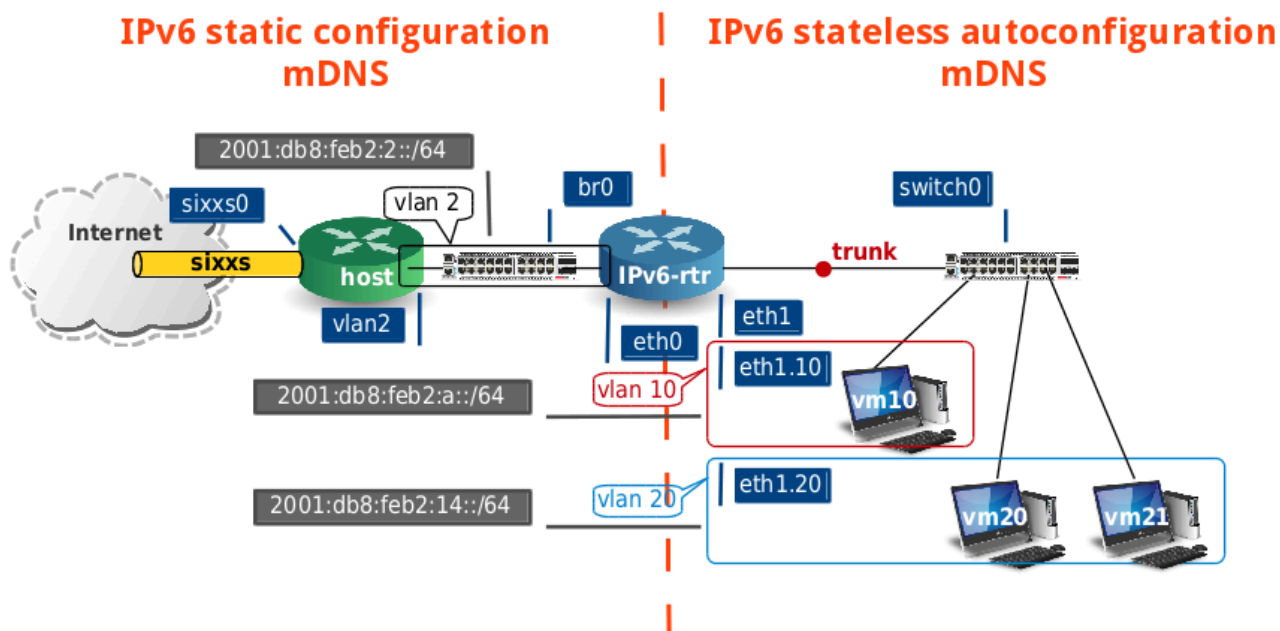 IPv6 static configuration
mDNS
IPv6 stateless autoconfiguration
mDNS
2001:db8:feb2:2::/64
sixxs0
vlan 2
br0
switch0
Internet
sixxs
host
IPv6-rtr
trunk
vlan2
eth0
eth1
2001:db8:feb2:a::/64
vlan 10
eth1.10
vm10
2001:db8:feb2:14::/64
vlan 20
eth1.20
vm20
vm21